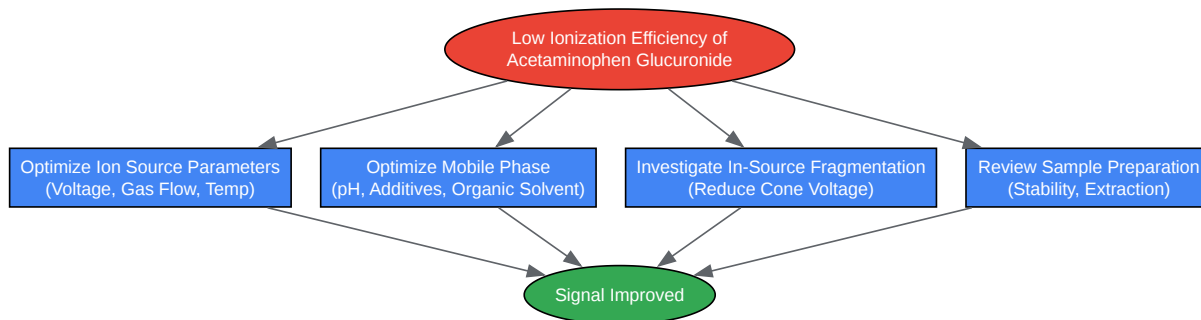 Low Ionization Efficiency of
Acetaminophen Glucuronide
Optimize Ion Source Parameters
(Voltage, Gas Flow, Temp)
Optimize Mobile Phase
(pH, Additives, Organic Solvent)
Investigate In-Source Fragmentation
(Reduce Cone Voltage)
Review Sample Preparation
(Stability, Extraction)
Signal Improved